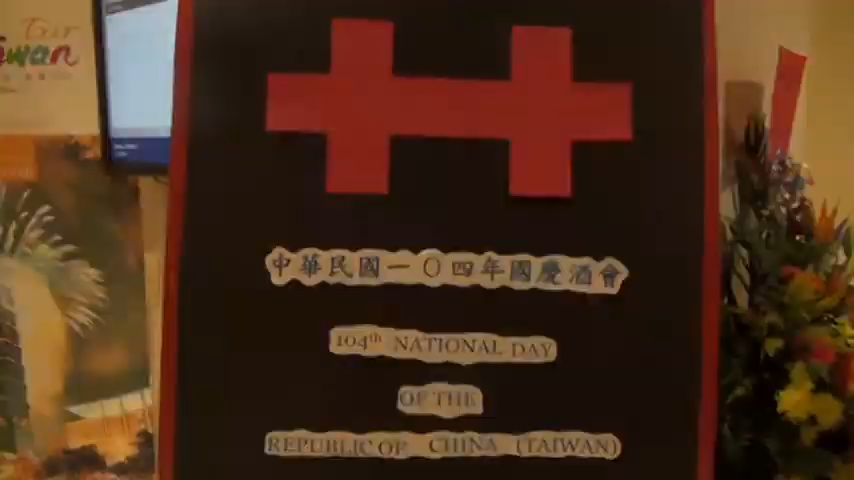 中華民國一〇四年國慶酒會
104th NATIONAL DAY
OF THE
REPUBLIC OF CHINA (TAIWAN)